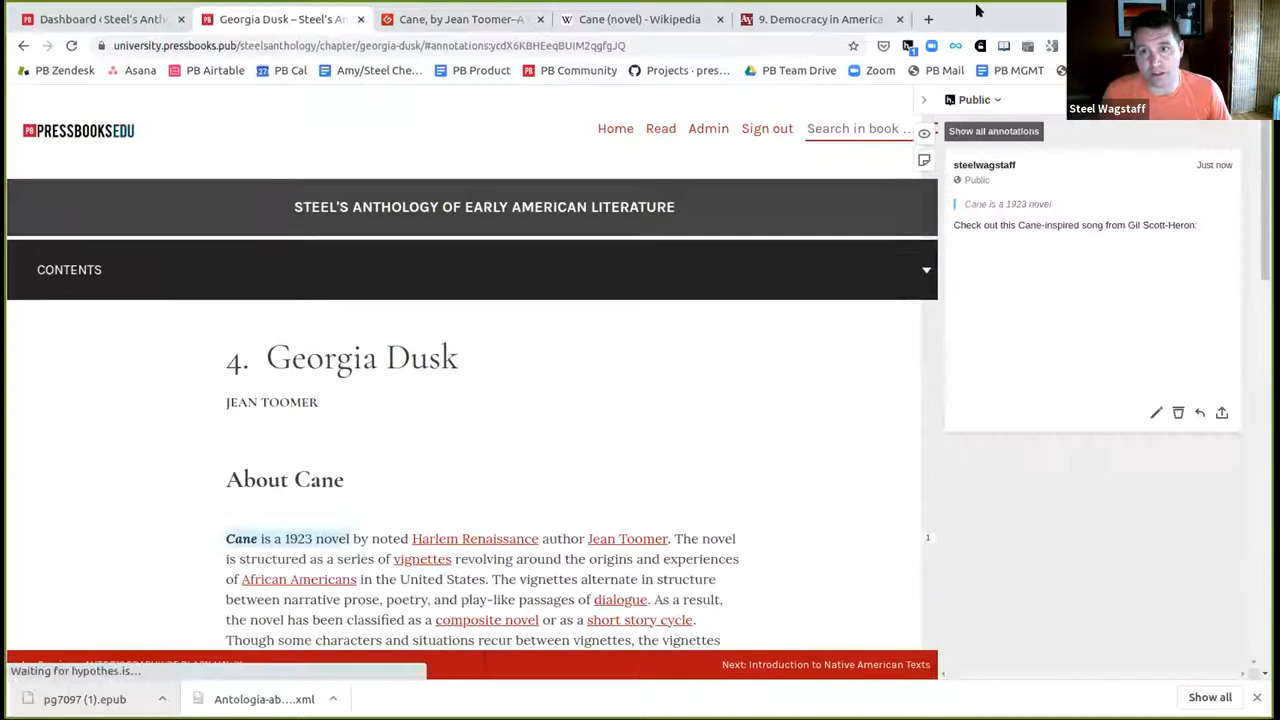 Dashboard ‹ Steel's Anth
Georgia Dusk – Steel's An
Cane, by Jean Toomer–A
Cane (novel) - Wikipedia
9. Democracy in America
university.pressbooks.pub/steelsanthology/chapter/georgia-dusk/#annotations:ycdX6KBHEeqBUIM2qgfgJQ
PB Zendesk
Asana
PB Airtable
PB Cal
Amy/Steel Che…
PB Product
PB Community
Projects · pres…
PB Team Drive
Zoom
PB Mail
PB MGMT
Steel Wagstaff
PB PRESSBOOKSEDU
Home Read Admin Sign out Search in book …
Public
Show all annotations
steelwagstaff Just now
Public
Cane is a 1923 novel
Check out this Cane-inspired song from Gil Scott-Heron:
STEEL'S ANTHOLOGY OF EARLY AMERICAN LITERATURE
CONTENTS
4. Georgia Dusk
JEAN TOOMER
About Cane
Cane is a 1923 novel by noted Harlem Renaissance author Jean Toomer. The novel
is structured as a series of vignettes revolving around the origins and experiences
of African Americans in the United States. The vignettes alternate in structure
between narrative prose, poetry, and play-like passages of dialogue. As a result,
the novel has been classified as a composite novel or as a short story cycle.
Though some characters and situations recur between vignettes, the vignettes
1
Next: Introduction to Native American Texts
Waiting for hypothes.is…
pg7097 (1).epub
Antología-ab….xml
Show all